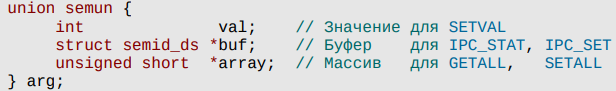 union semun {
int val; // Значение для SETVAL
struct semid_ds *buf; // Буфер для IPC_STAT, IPC_SET
unsigned short *array; // Массив для GETALL, SETALL
} arg;